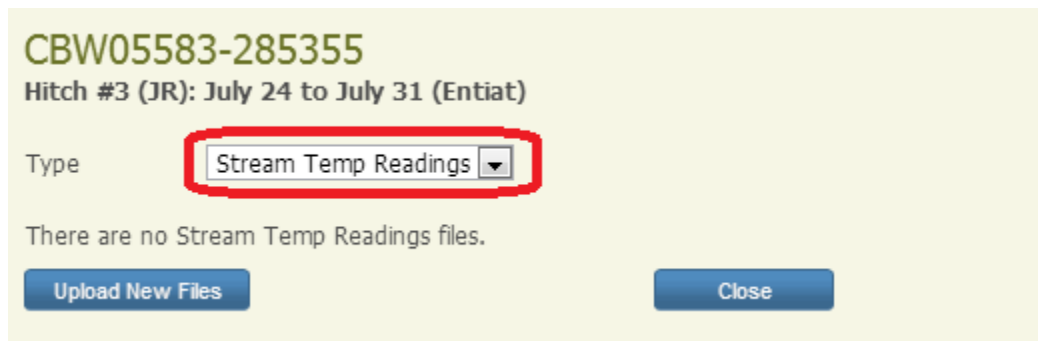 CBW05583-285355
Hitch #3 (JR): July 24 to July 31 (Entiat)
Type Stream Temp Readings
There are no Stream Temp Readings files.
Upload New Files Close